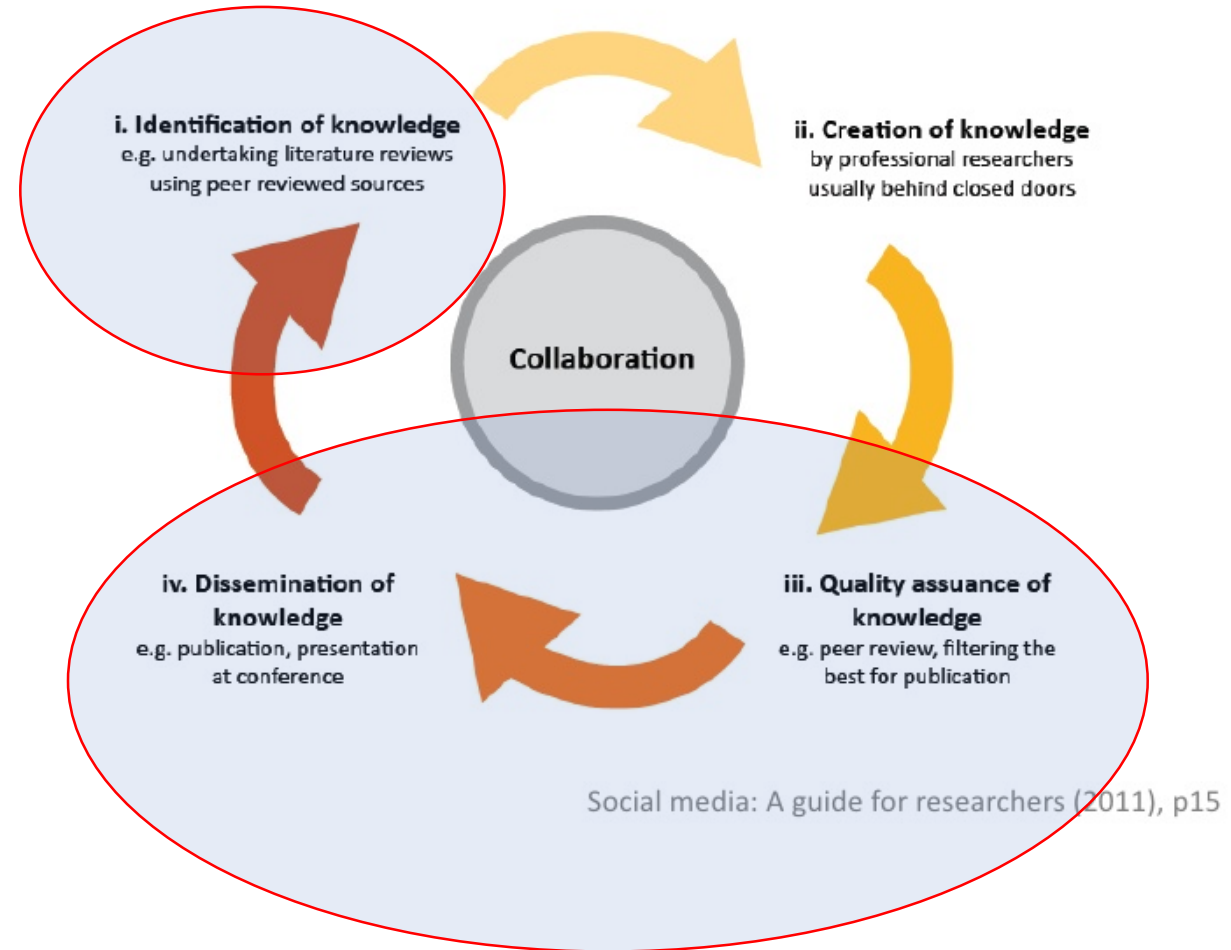 i. Identification of knowledge
e.g. undertaking literature reviews
using peer reviewed sources
ii. Creation of knowledge
by professional researchers
usually behind closed doors
Collaboration
iii. Quality assuance of
knowledge
e.g. peer review, filtering the
best for publication
iv. Dissemination of
knowledge
e.g. publication, presentation
at conference
Social media: A guide for researchers (2011), p15